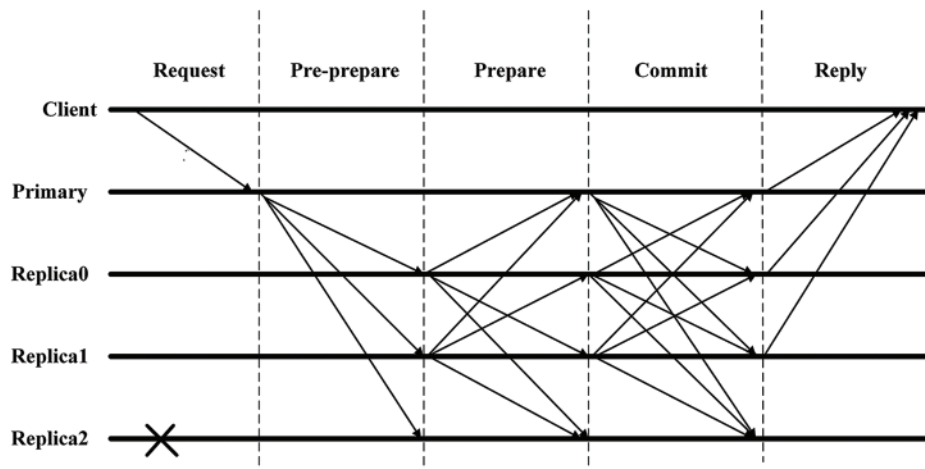 Request Pre-prepare Prepare Commit Reply
Client
Primary
Replica0
Replica1
Replica2